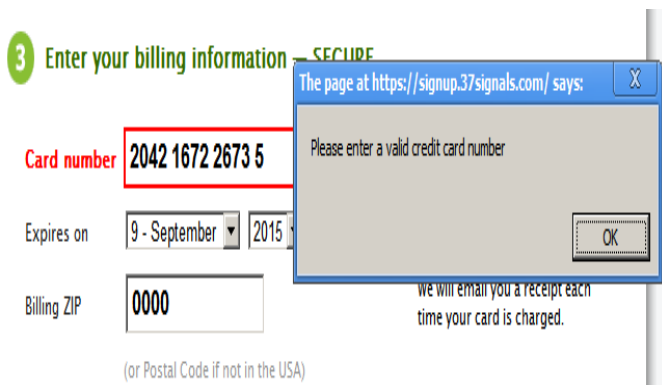 3 Enter your billing information — SECURE
The page at https://signup.37signals.com/ says:
X
Please enter a valid credit card number
OK
Card number 2042 1672 2673 5
Expires on 9 - September 2015
Billing ZIP 0000
We will email you a receipt each
time your card is charged.
(or Postal Code if not in the USA)